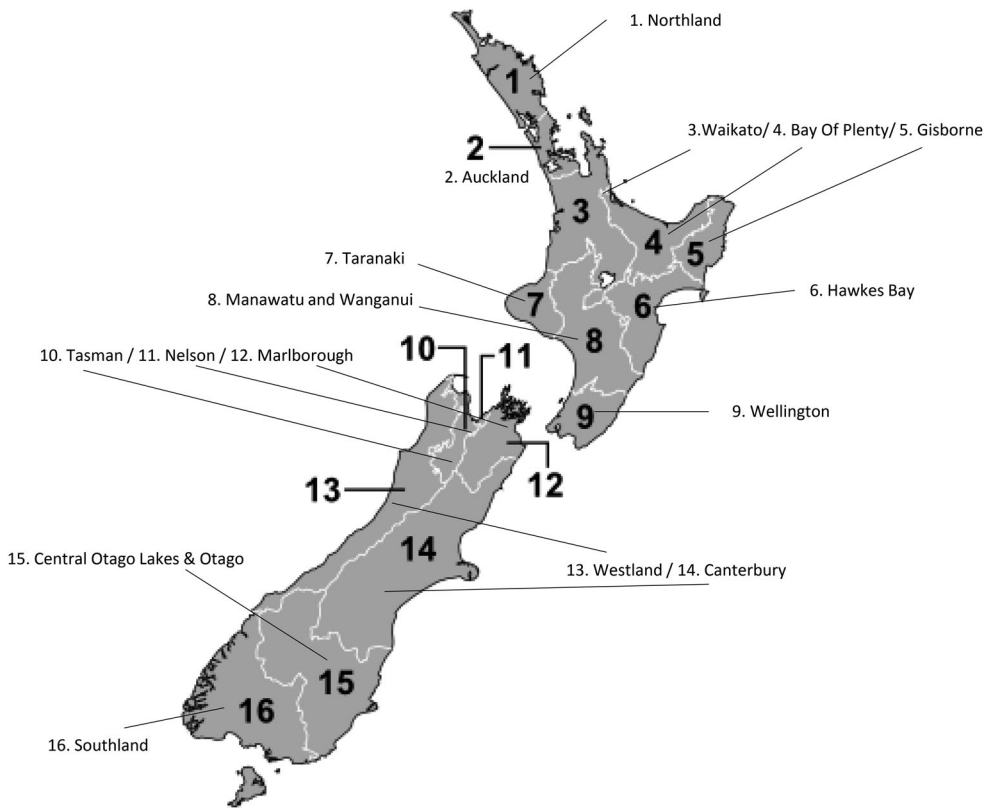 1. Northland
1
3.Waikato/ 4. Bay Of Plenty/ 5. Gisborne
2
2. Auckland
3
4
5
7. Taranaki
6. Hawkes Bay
8. Manawatu and Wanganui
7
6
8
10. Tasman / 11. Nelson / 12. Marlborough
10
11
9
9. Wellington
13
12
14
15. Central Otago Lakes & Otago
13. Westland / 14. Canterbury
15
16
16. Southland